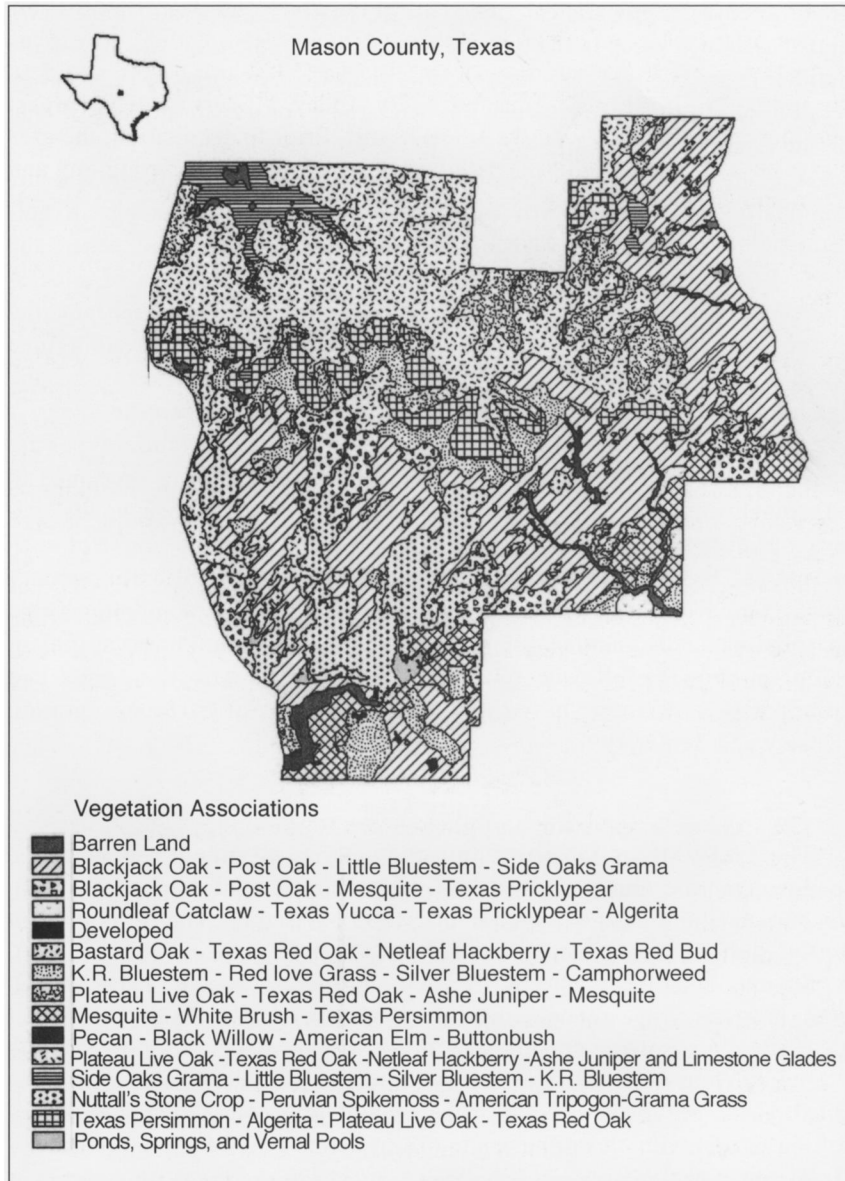 Mason County, Texas
Vegetation Associations
Barren Land
Blackjack Oak - Post Oak - Little Bluestem - Side Oaks Grama
Blackjack Oak - Post Oak - Mesquite - Texas Pricklypear
Roundleaf Catclaw - Texas Yucca - Texas Pricklypear - Algerita
Developed
Bastard Oak - Texas Red Oak - Netleaf Hackberry - Texas Red Bud
K.R. Bluestem - Red love Grass - Silver Bluestem - Camphorweed
Plateau Live Oak - Texas Red Oak - Ashe Juniper - Mesquite
Mesquite - White Brush - Texas Persimmon
Pecan - Black Willow - American Elm - Buttonbush
Plateau Live Oak -Texas Red Oak -Netleaf Hackberry -Ashe Juniper and Limestone Glades
Side Oaks Grama - Little Bluestem - Silver Bluestem - K.R. Bluestem
Nuttall's Stone Crop - Peruvian Spikemoss - American Tripogon-Grama Grass
Texas Persimmon - Algerita - Plateau Live Oak - Texas Red Oak
Ponds, Springs, and Vernal Pools